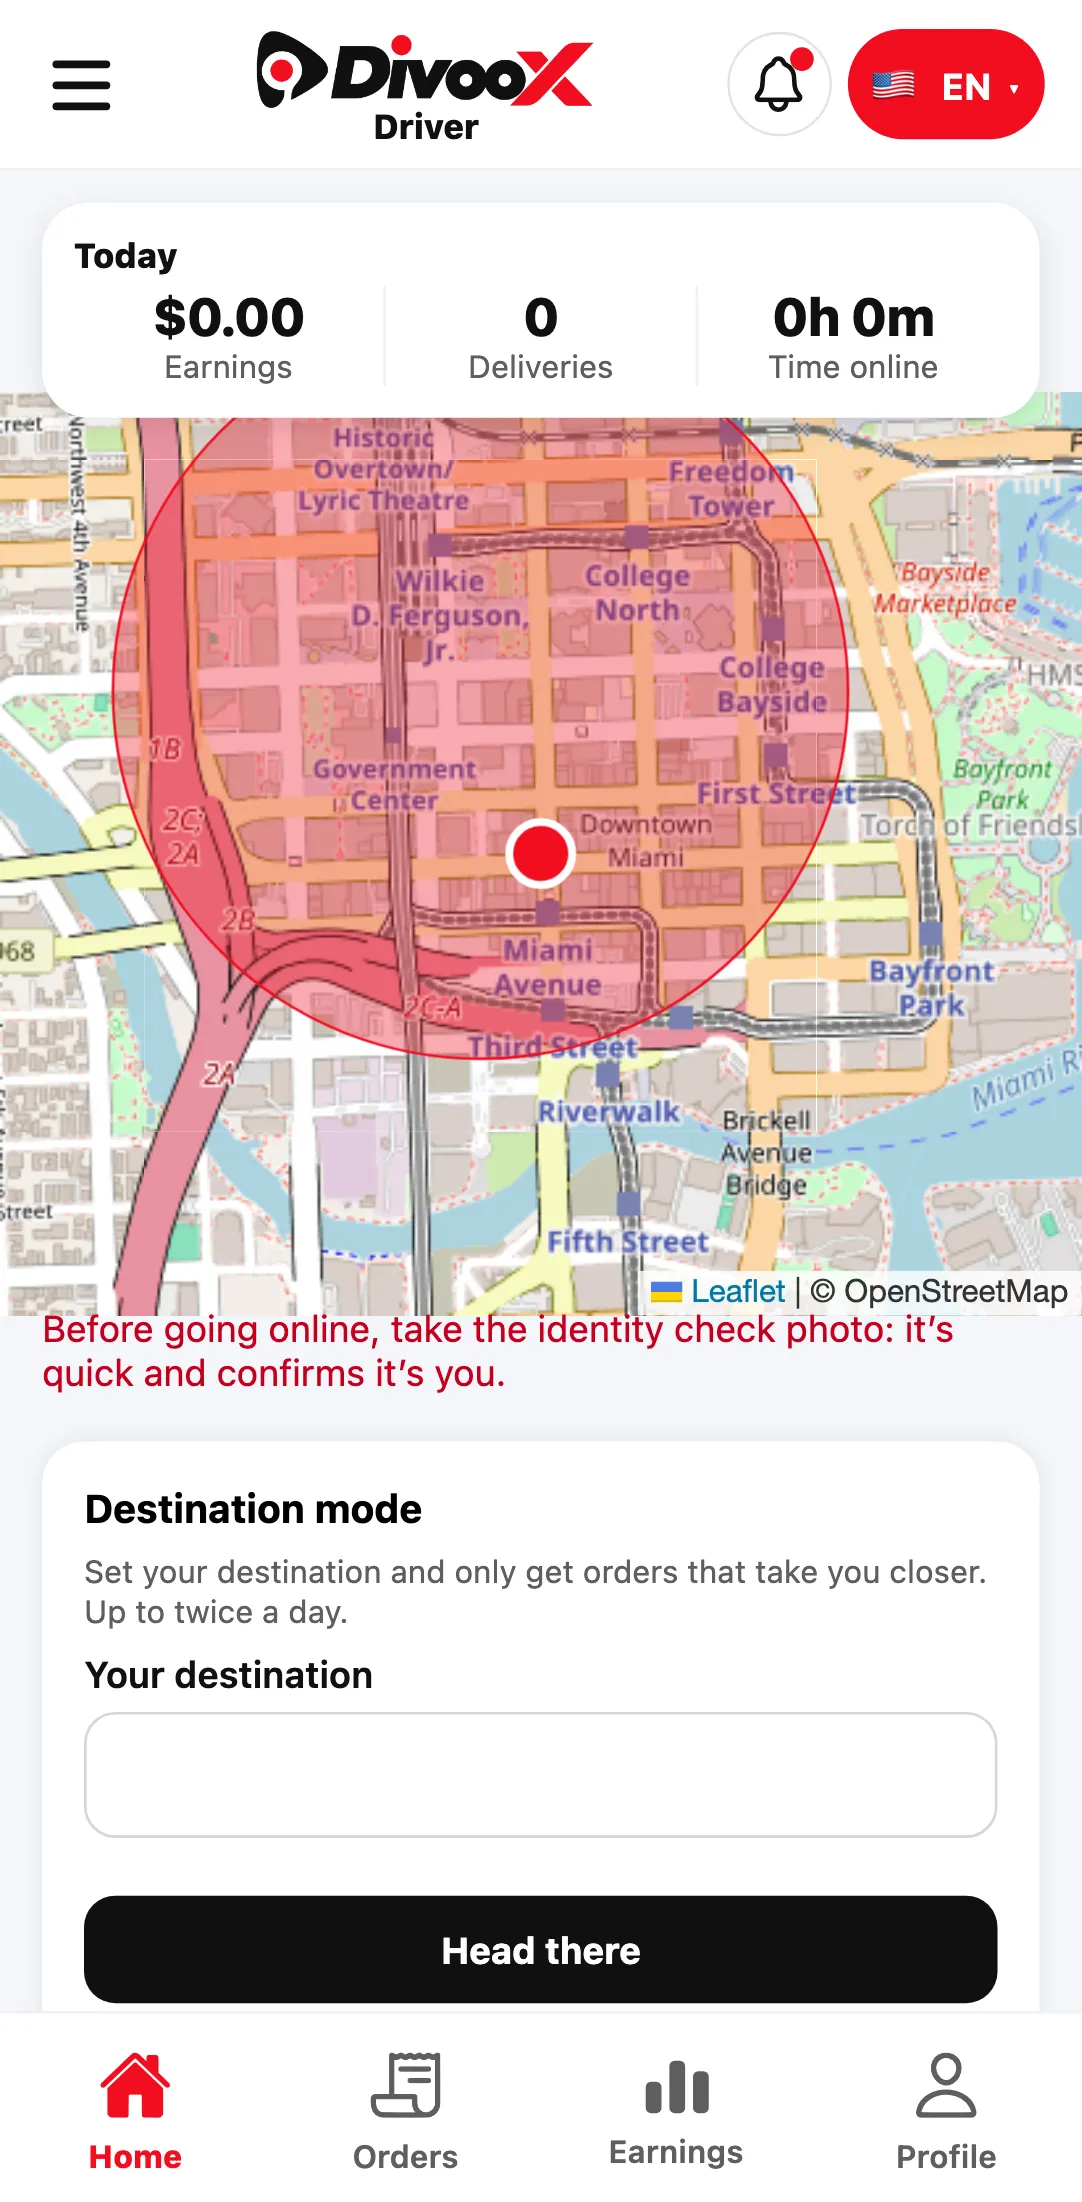 DivooX
Driver
EN
Today
$0.00
Earnings
0
Deliveries
0h 0m
Time online
Northwest 4th Avenue
Historic
Overtown/
Lyric Theatre
Freedom
Tower
Wilkie
D. Ferguson,
Jr.
College
North
Bayside
Marketplace
College
Bayside
HMS
1B
Government
Center
First Street
Bayfront
Park
2C;
2A
Downtown
Miami
Torch of Friends
2B
968
Miami
Avenue
Bayfront
Park
2C-A
Third Street
2A
Riverwalk
Miami Ri
Brickell
Avenue
Bridge
Street
Fifth Street
Leaflet | © OpenStreetMap
Before going online, take the identity check photo: it’s
quick and confirms it’s you.
Destination mode
Set your destination and only get orders that take you closer.
Up to twice a day.
Your destination
Head there
Home
Orders
Earnings
Profile